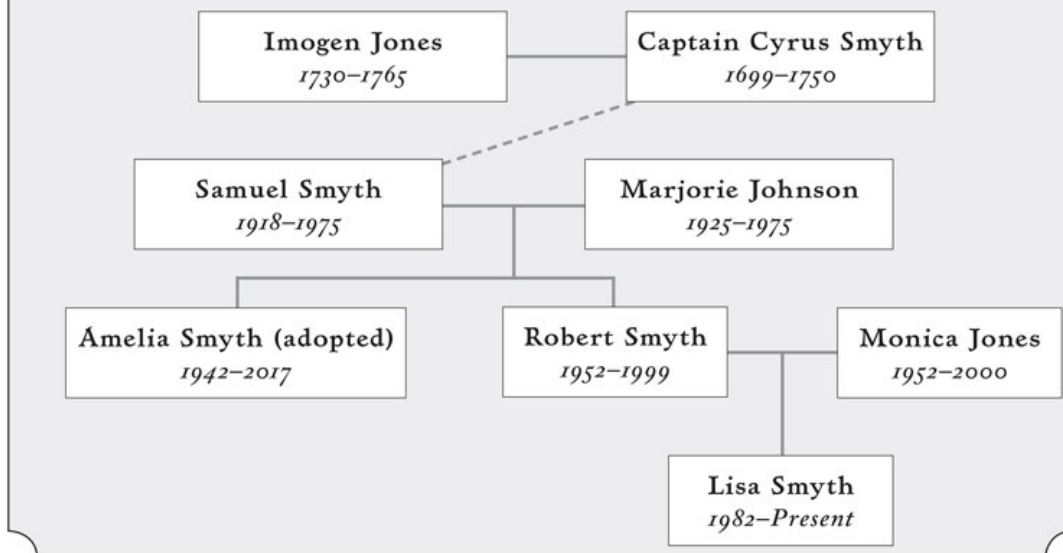 Imogen Jones
1730–1765
Captain Cyrus Smyth
1699–1750
Samuel Smyth
1918–1975
Marjorie Johnson
1925–1975
Amelia Smyth (adopted)
1942–2017
Robert Smyth
1952–1999
Monica Jones
1952–2000
Lisa Smyth
1982–Present